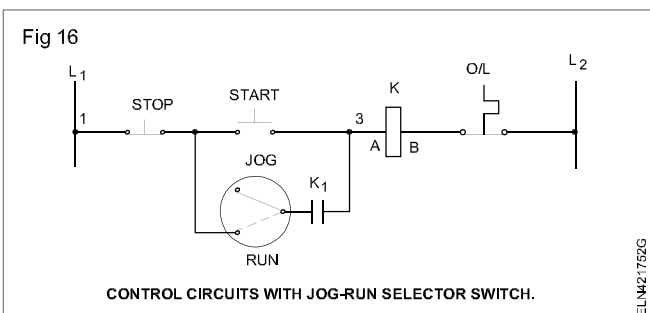 Fig 16
L1
L2
O/L
K
START
STOP
1
3
A
B
JOG
K1
RUN
CONTROL CIRCUITS WITH JOG-RUN SELECTOR SWITCH.
ELN421752G